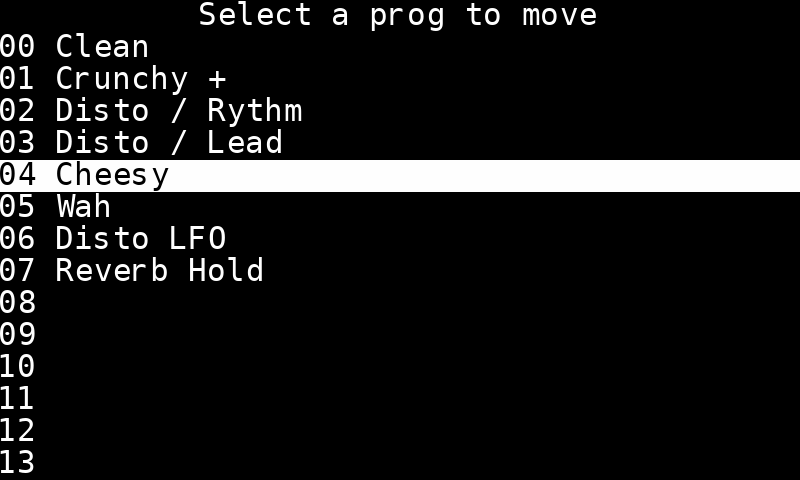 Select a prog to move
00 Clean
01 Crunchy +
02 Disto / Rythm
03 Disto / Lead
04 Cheesy
05 Wah
06 Disto LFO
07 Reverb Hold
08
09
10
11
12
13